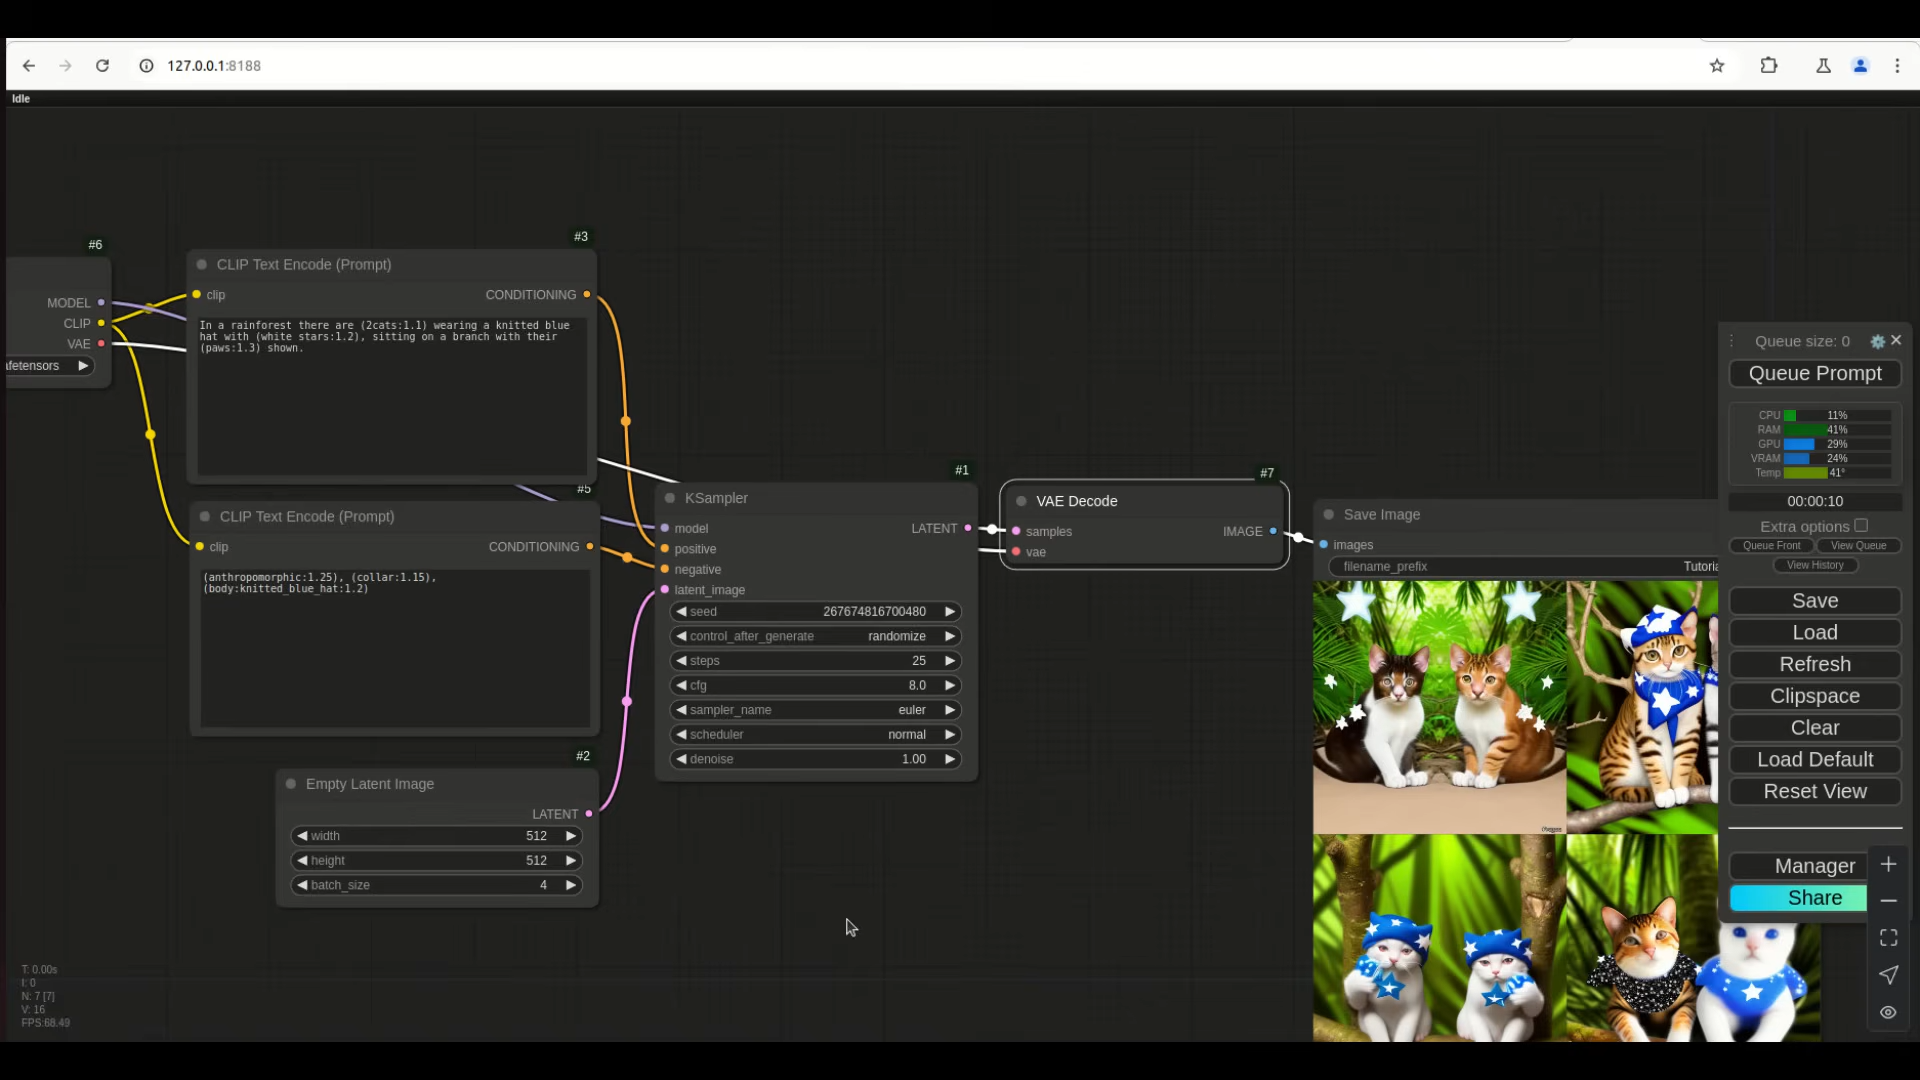 127.0.0.1:8188
Idle
#6
MODEL
CLIP
VAE
afetensors
#3
CLIP Text Encode (Prompt)
clip
CONDITIONING
In a rainforest there are (2cats:1.1) wearing a knitted blue
hat with (white stars:1.2), sitting on a branch with their
(paws:1.3) shown.
#5
CLIP Text Encode (Prompt)
clip
CONDITIONING
(anthropomorphic:1.25), (collar:1.15),
(body:knitted_blue_hat:1.2)
#2
Empty Latent Image
LATENT
width 512
height 512
batch_size 4
#1
KSampler
model LATENT
positive
negative
latent_image
seed 267674816700480
control_after_generate randomize
steps 25
cfg 8.0
sampler_name euler
scheduler normal
denoise 1.00
#7
VAE Decode
samples IMAGE
vae
Save Image
images
filename_prefix Tutoria
Queue size: 0
Queue Prompt
CPU 11%
RAM 41%
GPU 29%
VRAM 24%
Temp 41°
00:00:10
Extra options
Queue Front View Queue
View History
Save
Load
Refresh
Clipspace
Clear
Load Default
Reset View
Manager
Share
T: 0.00s
I: 0
N: 7 [7]
V: 16
FPS:68.49